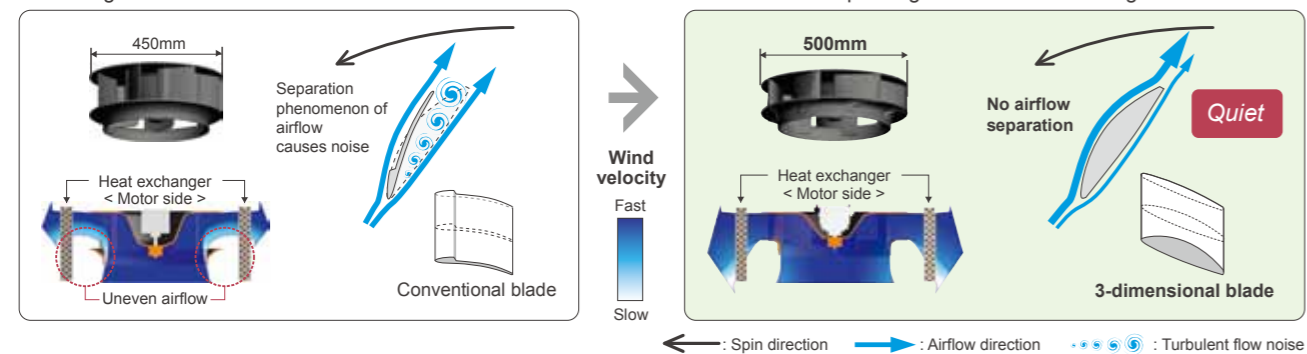 450mm
Separation
phenomenon of
airflow
causes noise
Heat exchanger
< Motor side >
Uneven airflow
Conventional blade
Wind
velocity
Fast
Slow
500mm
No airflow
separation
Quiet
Heat exchanger
< Motor side >
3-dimensional blade
: Spin direction
: Airflow direction
: Turbulent flow noise